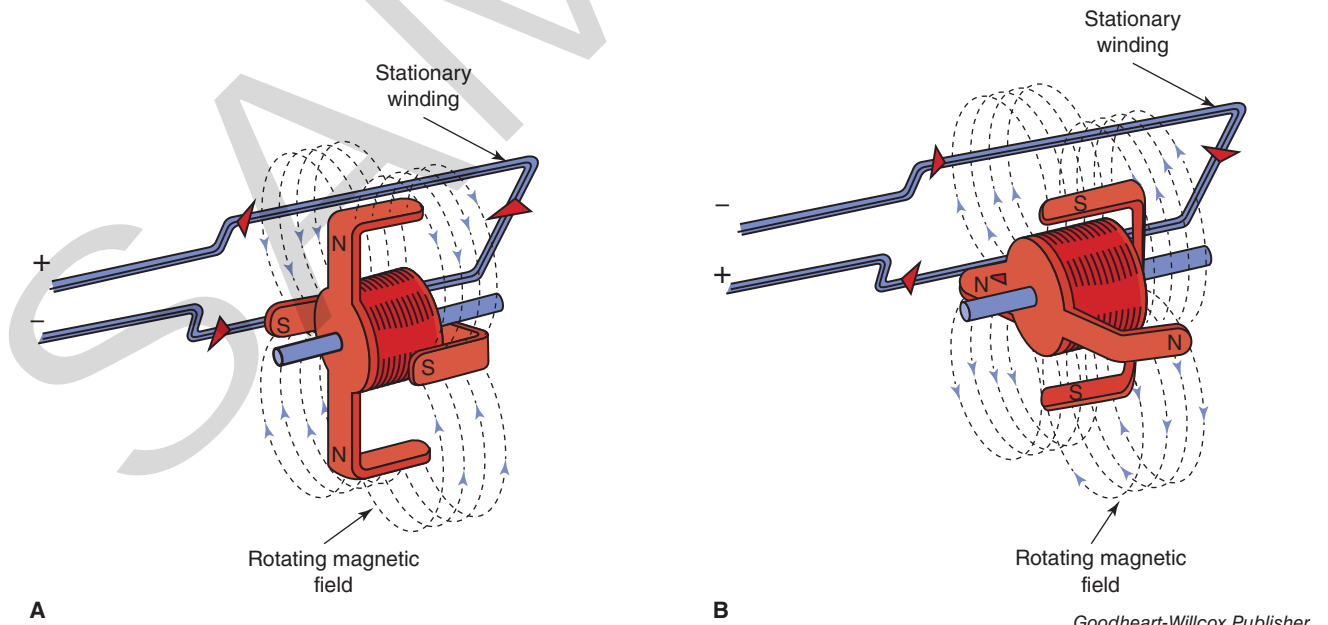 Stationary
winding
+
−
N
S
S
N
Rotating magnetic
field
A
Stationary
winding
−
+
S
N
N
S
Rotating magnetic
field
B
Goodheart-Willcox Publisher